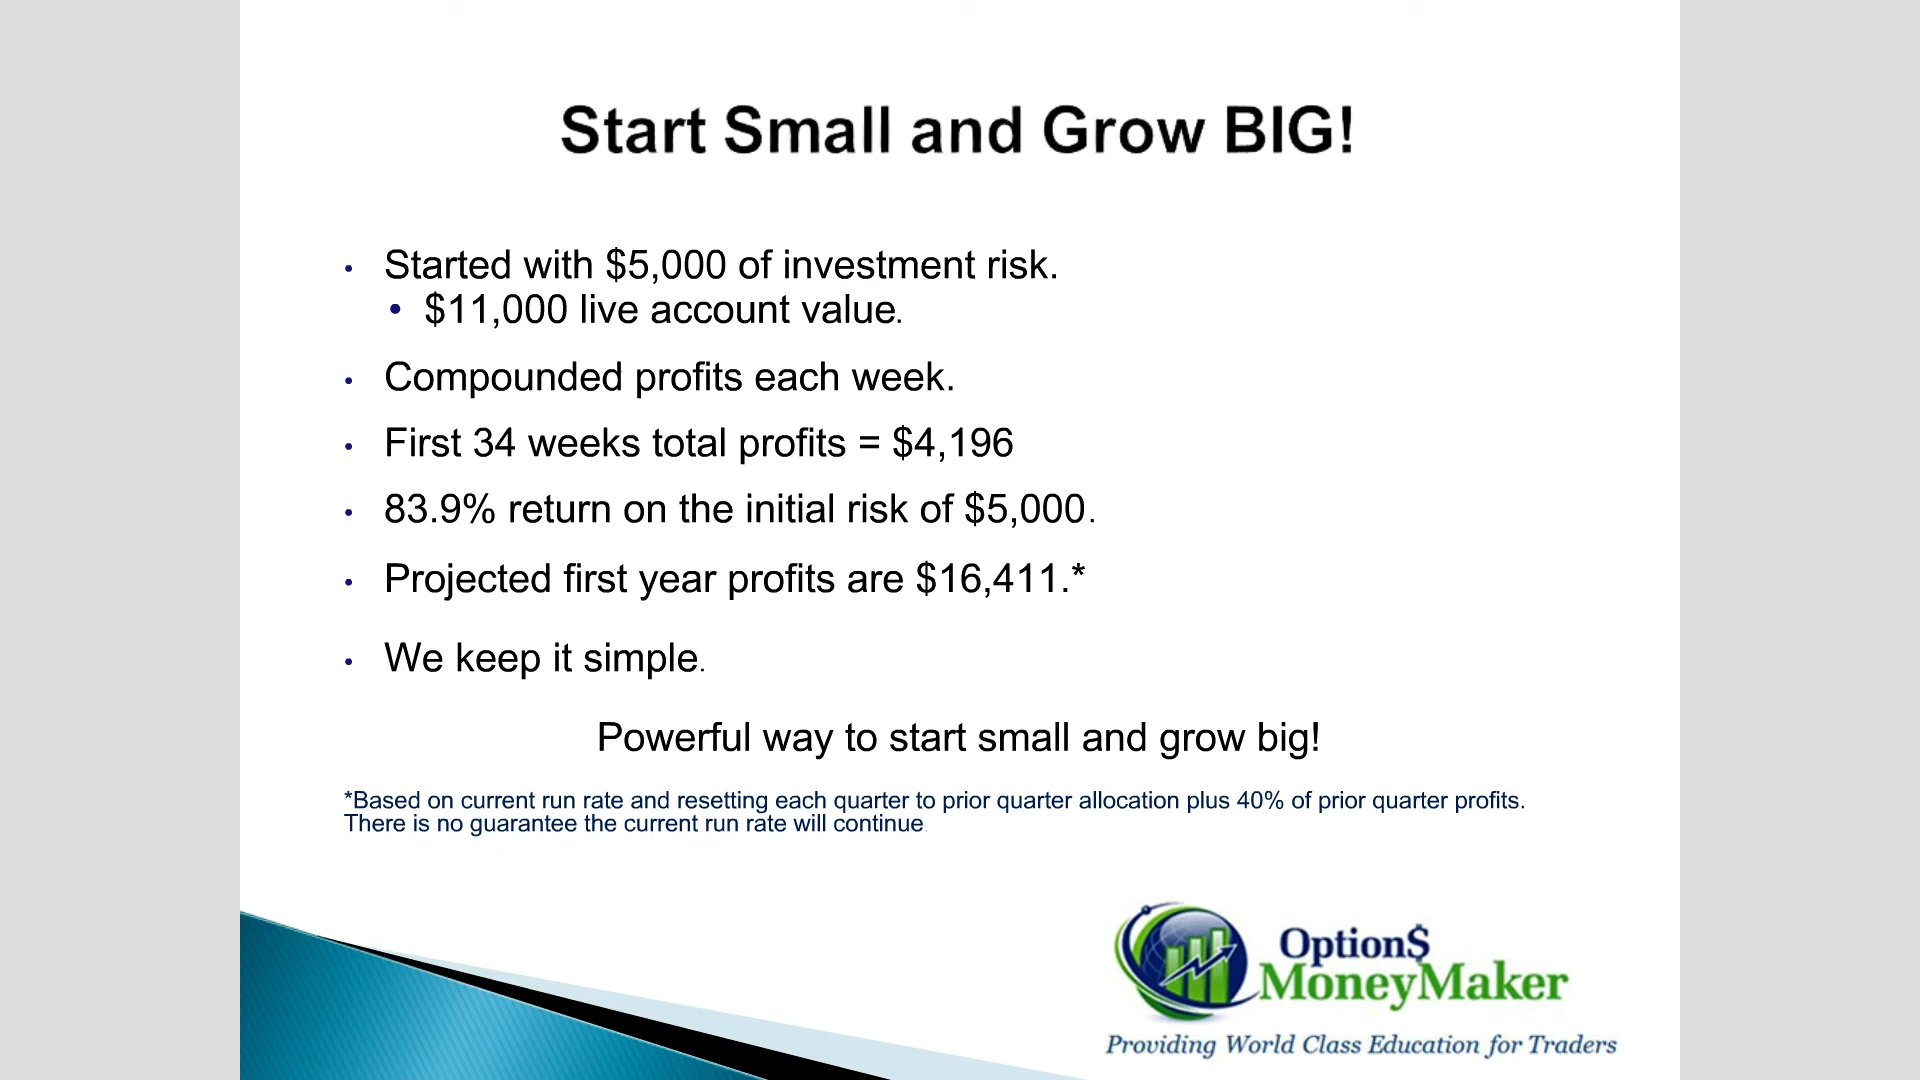 Start Small and Grow BIG!
• Started with $5,000 of investment risk.
• $11,000 live account value.
• Compounded profits each week.
• First 34 weeks total profits = $4,196
• 83.9% return on the initial risk of $5,000.
• Projected first year profits are $16,411.*
• We keep it simple.
Powerful way to start small and grow big!
*Based on current run rate and resetting each quarter to prior quarter allocation plus 40% of prior quarter profits.
There is no guarantee the current run rate will continue.
Option$
MoneyMaker
Providing World Class Education for Traders